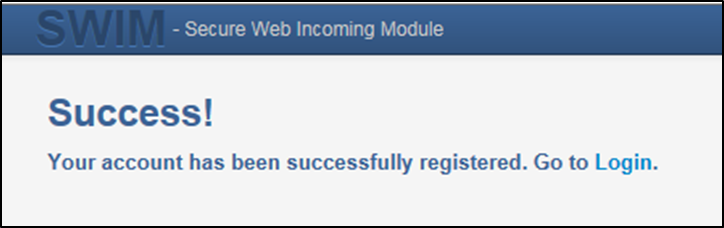 SWIM - Secure Web Incoming Module
Success!
Your account has been successfully registered. Go to Login.